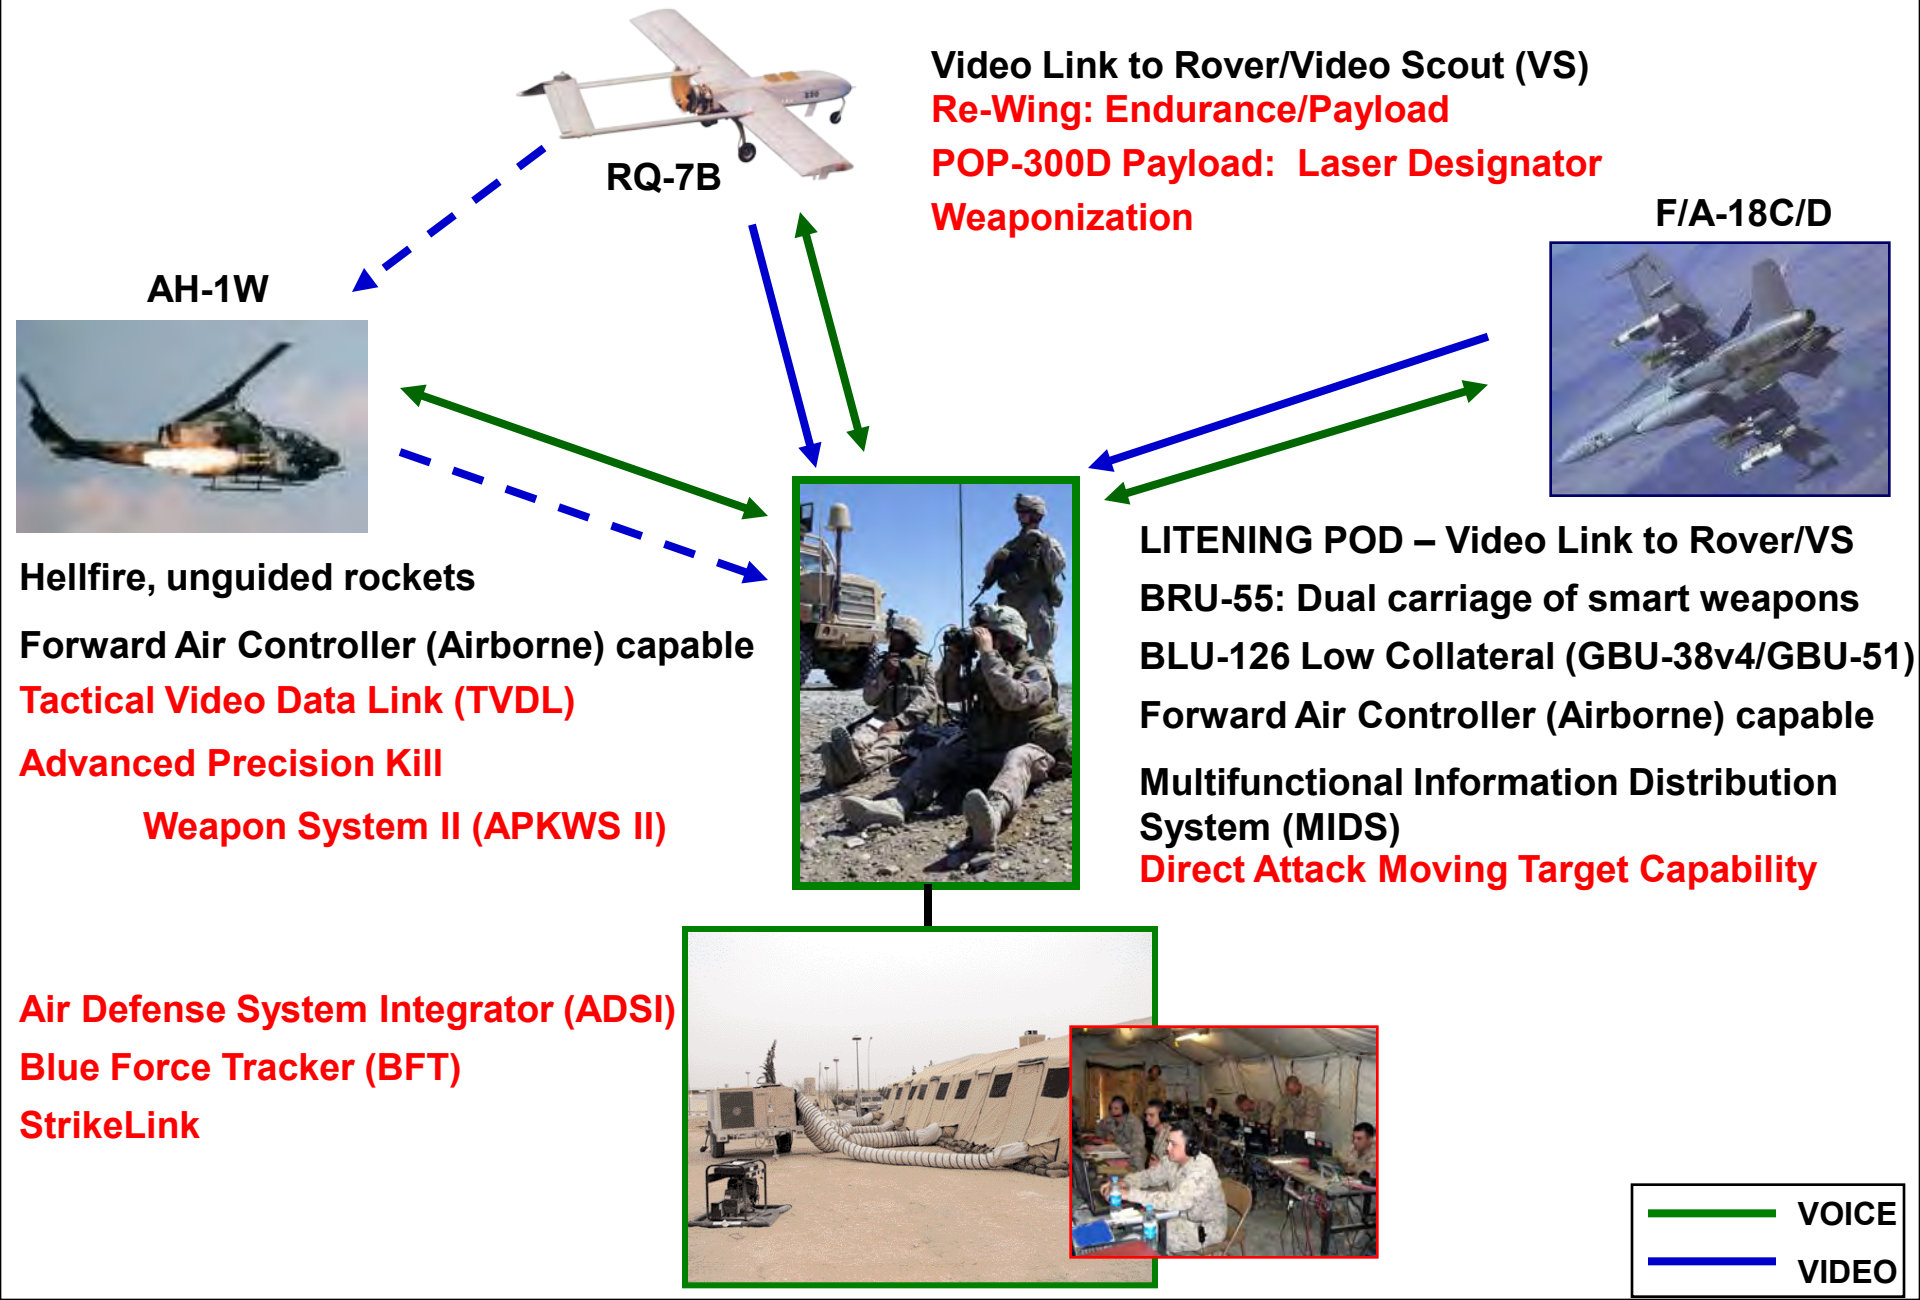 Video Link to Rover/Video Scout (VS)
Re-Wing: Endurance/Payload
POP-300D Payload: Laser Designator
Weaponization
RQ-7B
F/A-18C/D
AH-1W
Hellfire, unguided rockets
Forward Air Controller (Airborne) capable
Tactical Video Data Link (TVDL)
Advanced Precision Kill
Weapon System II (APKWS II)
LITENING POD – Video Link to Rover/VS
BRU-55: Dual carriage of smart weapons
BLU-126 Low Collateral (GBU-38v4/GBU-51)
Forward Air Controller (Airborne) capable
Multifunctional Information Distribution
System (MIDS)
Direct Attack Moving Target Capability
Air Defense System Integrator (ADSI)
Blue Force Tracker (BFT)
StrikeLink
VOICE
VIDEO